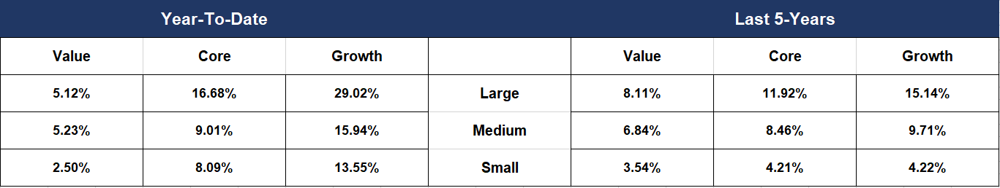 Year-To-Date Last 5-Years
Value Core Growth Value Core Growth
5.12% 16.68% 29.02% Large 8.11% 11.92% 15.14%
5.23% 9.01% 15.94% Medium 6.84% 8.46% 9.71%
2.50% 8.09% 13.55% Small 3.54% 4.21% 4.22%